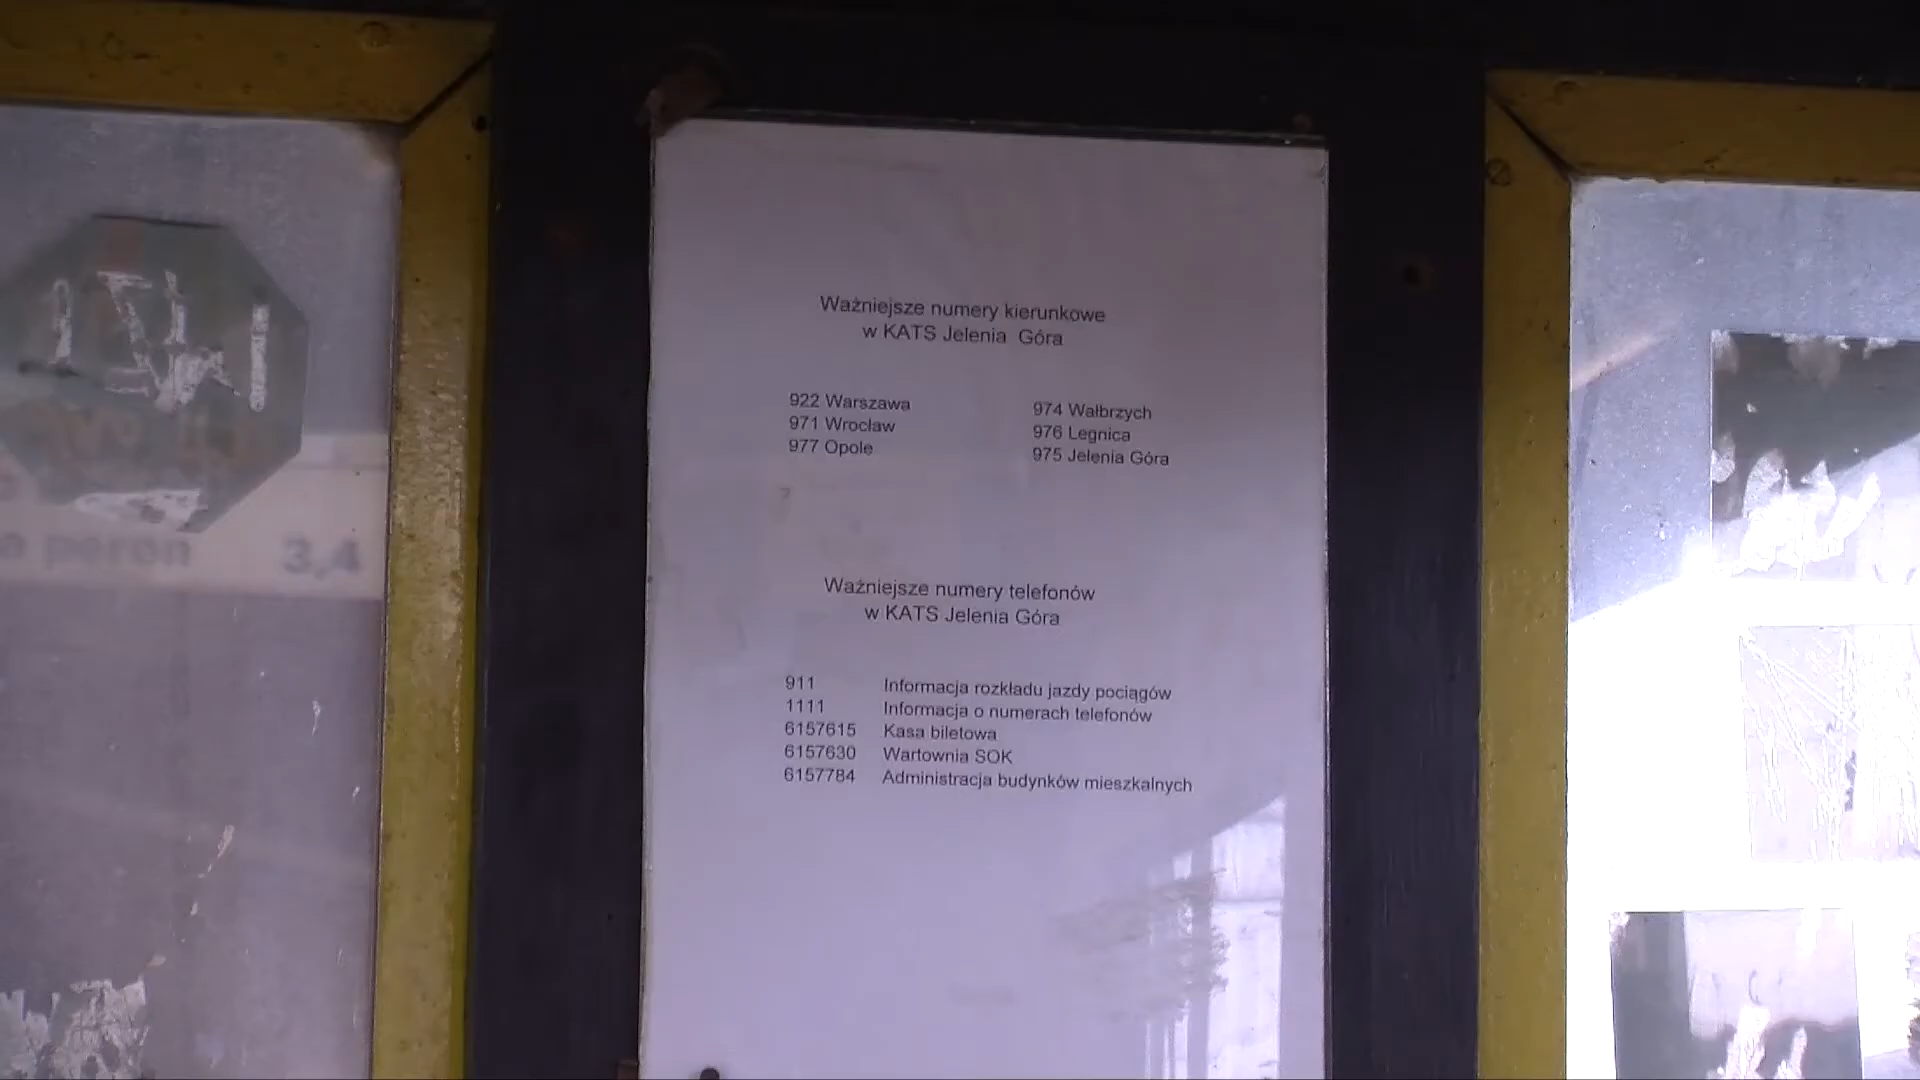 Ważniejsze numery kierunkowe
w KATS Jelenia Góra
922 Warszawa
971 Wrocław
977 Opole
974 Wałbrzych
976 Legnica
975 Jelenia Góra
Ważniejsze numery telefonów
w KATS Jelenia Góra
911 Informacja rozkładu jazdy pociągów
1111 Informacja o numerach telefonów
6157615 Kasa biletowa
6157630 Wartownia SOK
6157784 Administracja budynków mieszkalnych
a peron 3,4